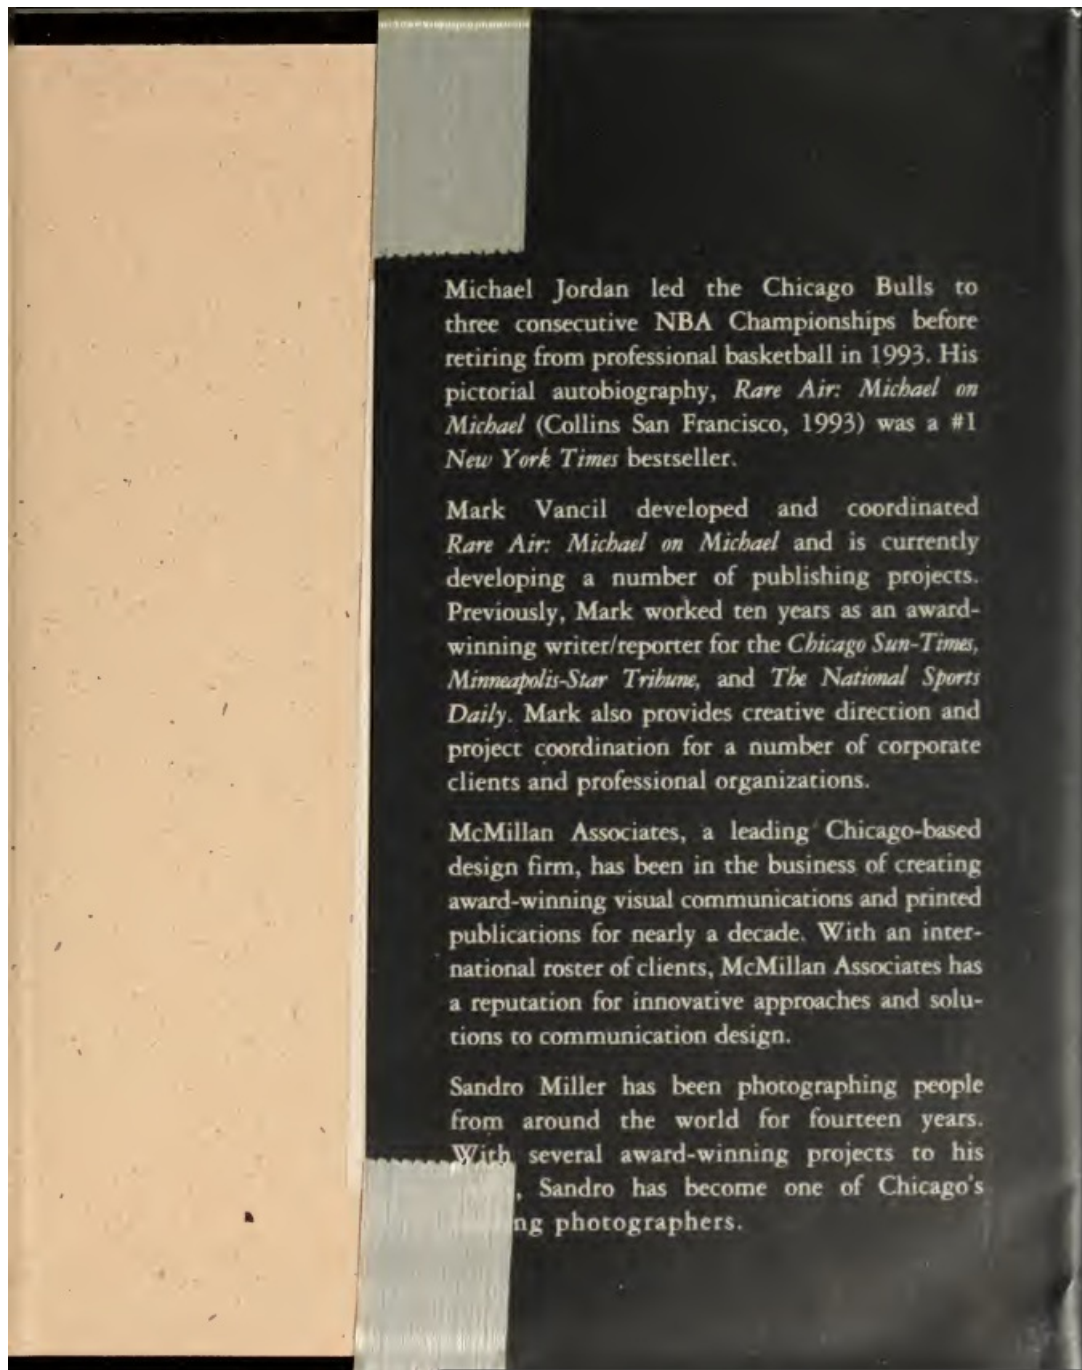 Michael Jordan led the Chicago Bulls to
three consecutive NBA Championships before
retiring from professional basketball in 1993. His
pictorial autobiography, Rare Air: Michael on
Michael (Collins San Francisco, 1993) was a #1
New York Times bestseller.
Mark Vancil developed and coordinated
Rare Air: Michael on Michael and is currently
developing a number of publishing projects.
Previously, Mark worked ten years as an award-
winning writer/reporter for the Chicago Sun-Times,
Minneapolis-Star Tribune, and The National Sports
Daily. Mark also provides creative direction and
project coordination for a number of corporate
clients and professional organizations.
McMillan Associates, a leading Chicago-based
design firm, has been in the business of creating
award-winning visual communications and printed
publications for nearly a decade. With an inter-
national roster of clients, McMillan Associates has
a reputation for innovative approaches and solu-
tions to communication design.
Sandro Miller has been photographing people
from around the world for fourteen years.
With several award-winning projects to his
, Sandro has become one of Chicago's
ng photographers.